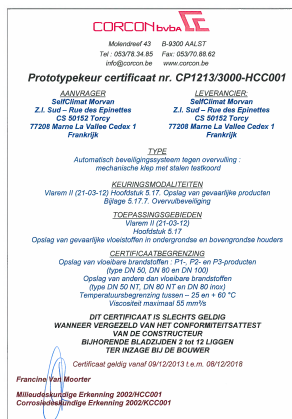 CORCON bvba
Molendreef 43 B-9300 AALST
Tel : 053/78.34.85 Fax: 053/70.88.62
info@corcon.be www.corcon.be
Prototypekeur certificaat nr. CP1213/3000-HCC001
AANVRAGER LEVERANCIER:
SelfClimat Morvan SelfClimat Morvan
Z.I. Sud – Rue des Epinettes Z.I. Sud – Rue des Epinettes
CS 50152 Torcy CS 50152 Torcy
77208 Marne La Vallee Cedex 1 77208 Marne La Vallee Cedex 1
Frankrijk Frankrijk
TYPE
Automatisch beveiligingssysteem tegen overvulling :
mechanische klep met stalen testkoord
KEURINGSMODALITEITEN
Vlarem II (21-03-12) Hoofdstuk 5.17. Opslag van gevaarlijke producten
Bijlage 5.17.7. Overvulbeveiliging
TOEPASSINGSGEBIEDEN
Vlarem II (21-03-12)
Hoofdstuk 5.17
Opslag van gevaarlijke vloeistoffen in ondergrondse en bovengrondse houders
CERTIFICAATBEGRENZING
Opslag van vloeibare brandstoffen : P1-, P2- en P3-producten
(type DN 50, DN 80 en DN 100)
Opslag van andere dan vloeibare brandstoffen
(type DN 50 NT, DN 80 NT en DN 80 inox)
Temperatuursbegrenzing tussen – 25 en + 60 °C
Viscositeit maximaal 55 mm²/s
DIT CERTIFICAAT IS SLECHTS GELDIG
WANNEER VERGEZELD VAN HET CONFORMITEITSATTEST
VAN DE CONSTRUCTEUR
BIJHORENDE BLADZIJDEN 2 tot 12 LIGGEN
TER INZAGE BIJ DE BOUWER
Certificaat geldig vanaf 09/12/2013 t.e.m. 08/12/2018
Francine Van Moorter
Milieudeskundige Erkenning 2002/HCC001
Corrosiedeskundige Erkenning 2002/KCC001